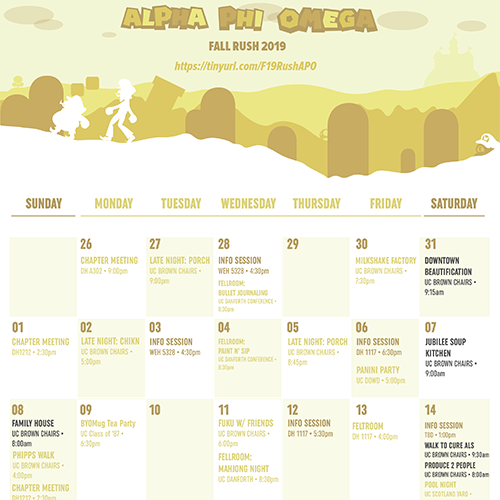 ALPHA PHI OMEGA
FALL RUSH 2019
https://tinyurl.com/F19RushAPO
SUNDAY MONDAY TUESDAY WEDNESDAY THURSDAY FRIDAY SATURDAY
26
CHAPTER MEETING
DH A302 • 9:00pm
27
LATE NIGHT: PORCH
UC BROWN CHAIRS •
9:00pm
28
INFO SESSION
WEH 5328 • 4:30pm
FELLROOM:
BULLET JOURNALING
UC DANFORTH CONFERENCE •
8:30pm
29
30
MILKSHAKE FACTORY
UC BROWN CHAIRS •
7:30pm
31
DOWNTOWN
BEAUTIFICATION
UC BROWN CHAIRS •
9:15am
01
CHAPTER MEETING
DH1212 • 2:30pm
02
LATE NIGHT: CHIKN
UC BROWN CHAIRS •
5:30pm
03
INFO SESSION
WEH 5328 • 4:30pm
04
FELLROOM:
PAINT N' SIP
UC DANFORTH CONFERENCE •
8:30pm
05
LATE NIGHT: PORCH
UC BROWN CHAIRS •
8:45pm
06
INFO SESSION
DH 1117 • 6:30pm
PANINI PARTY
UC DOWD • 5:00pm
07
JUBILEE SOUP
KITCHEN
UC BROWN CHAIRS •
9:00am
08
FAMILY HOUSE
UC BROWN CHAIRS •
8:00am
PHIPPS WALK
UC BROWN CHAIRS •
4:00pm
CHAPTER MEETING
DH1212 • 2:30pm
09
BYOMug Tea Party
UC Class of '87 •
6:30pm
10
11
FUKU W/ FRIENDS
UC BROWN CHAIRS •
6:00pm
FELLROOM:
MAHJONG NIGHT
UC DANFORTH • 8:30pm
12
INFO SESSION
DH 1117 • 5:30pm
13
FELTROOM
DH 1117 • 4:00pm
14
INFO SESSION
TBD • 1:00pm
WALK TO CURE ALS
UC BROWN CHAIRS • 9:30am
PRODUCE 2 PEOPLE
UC BROWN CHAIRS • 8:00am
POOL NIGHT
UC SCOTLAND YARD •